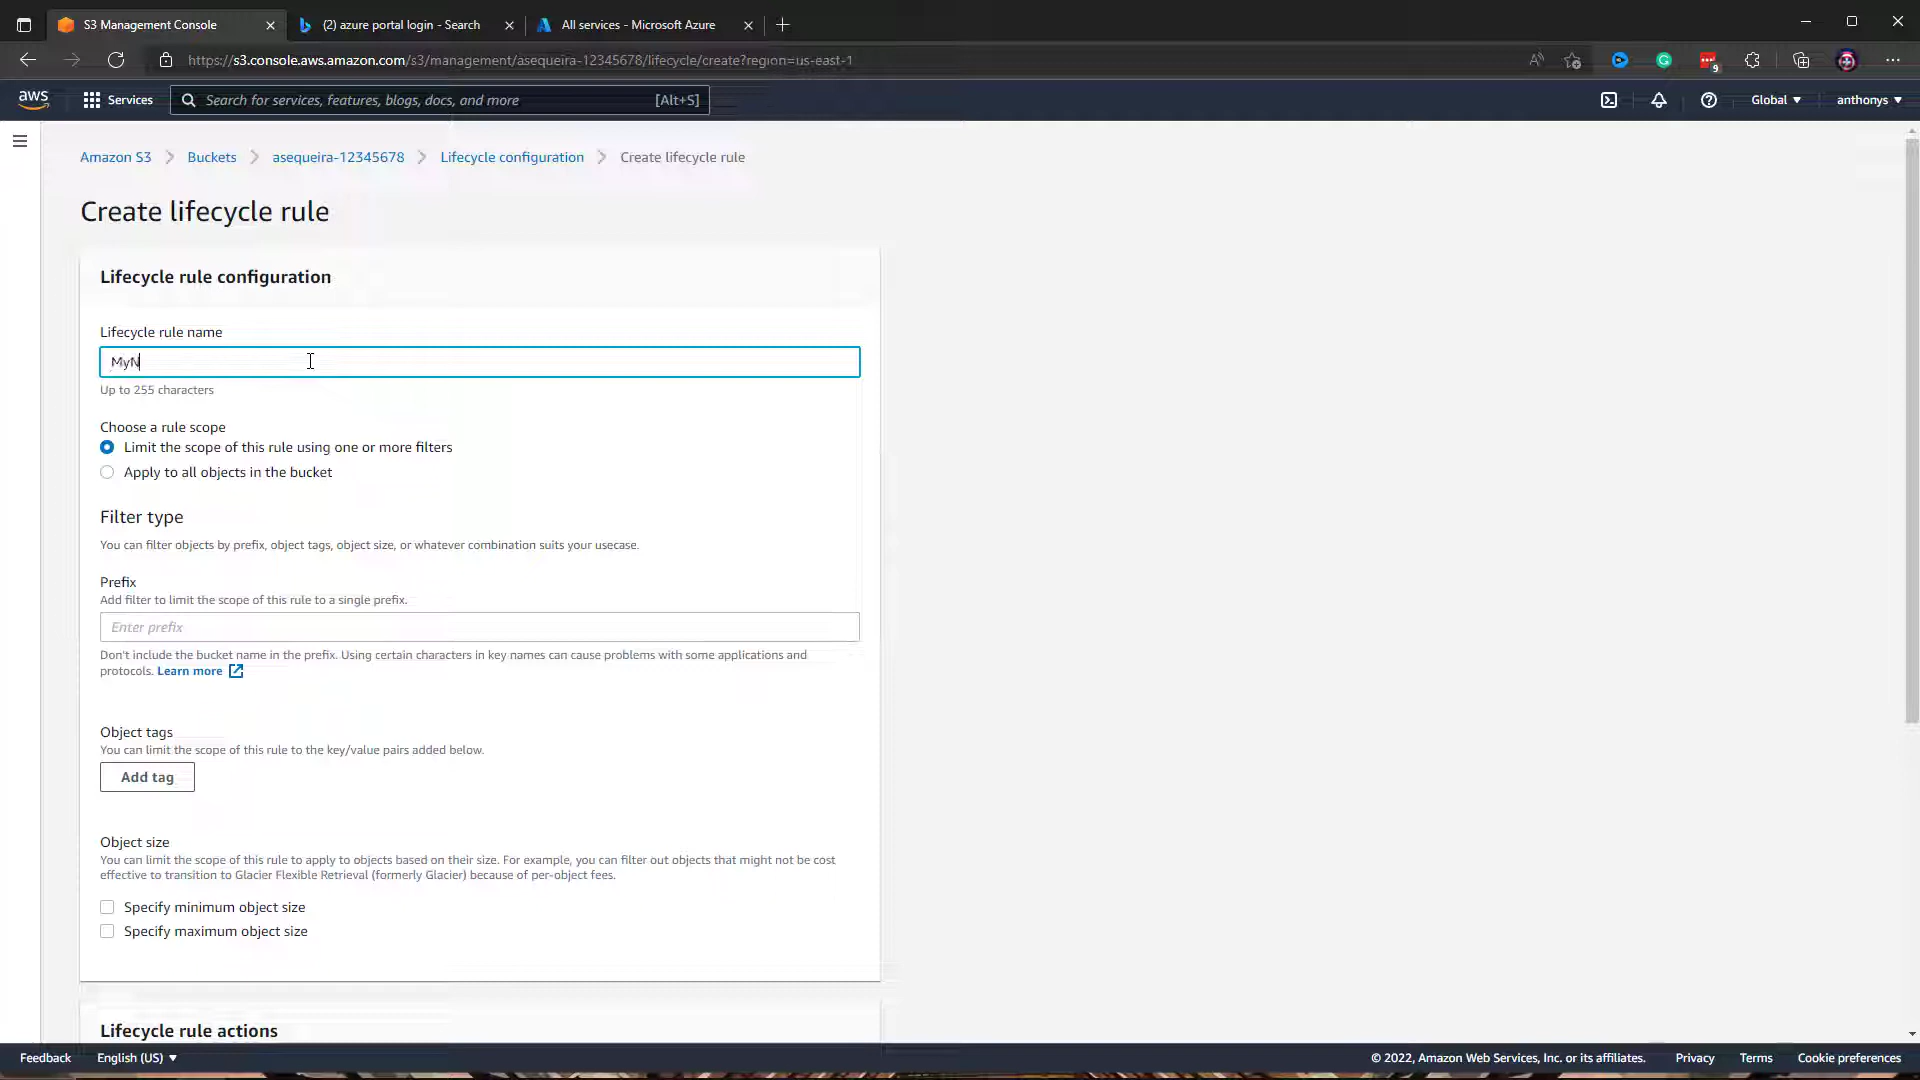 S3 Management Console
(2) azure portal login - Search
All services - Microsoft Azure
https://s3.console.aws.amazon.com/s3/management/asequeira-12345678/lifecycle/create?region=us-east-1
9
aws
Services
Search for services, features, blogs, docs, and more
[Alt+S]
Global
anthonys
Amazon S3
Buckets
asequeira-12345678
Lifecycle configuration
Create lifecycle rule
Create lifecycle rule
Lifecycle rule configuration
Lifecycle rule name
MyN
Up to 255 characters
Choose a rule scope
Limit the scope of this rule using one or more filters
Apply to all objects in the bucket
Filter type
You can filter objects by prefix, object tags, object size, or whatever combination suits your usecase.
Prefix
Add filter to limit the scope of this rule to a single prefix.
Enter prefix
Don't include the bucket name in the prefix. Using certain characters in key names can cause problems with some applications and
protocols. Learn more
Object tags
You can limit the scope of this rule to the key/value pairs added below.
Add tag
Object size
You can limit the scope of this rule to apply to objects based on their size. For example, you can filter out objects that might not be cost
effective to transition to Glacier Flexible Retrieval (formerly Glacier) because of per-object fees.
Specify minimum object size
Specify maximum object size
Lifecycle rule actions
Feedback
English (US)
© 2022, Amazon Web Services, Inc. or its affiliates.
Privacy
Terms
Cookie preferences